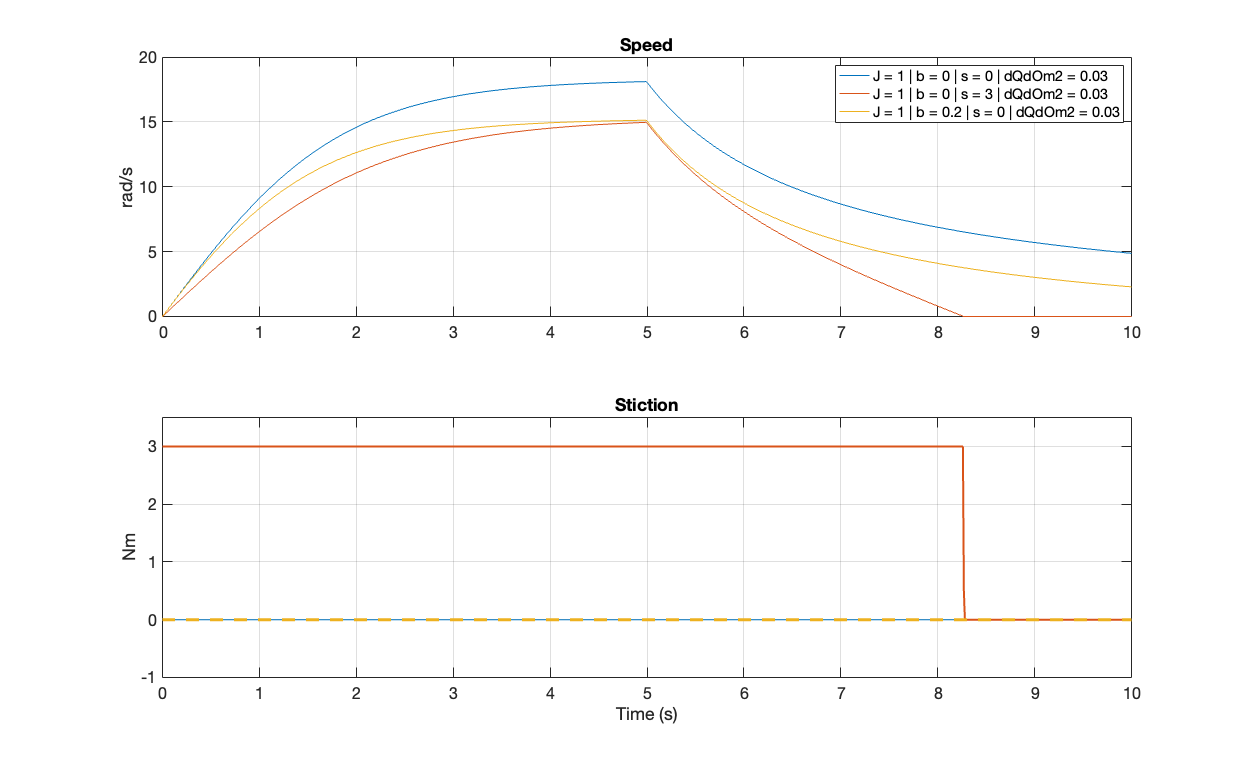 Speed
20
15
10
5
0
rad/s
J = 1 | b = 0 | s = 0 | dQdOm2 = 0.03
J = 1 | b = 0 | s = 3 | dQdOm2 = 0.03
J = 1 | b = 0.2 | s = 0 | dQdOm2 = 0.03
0 1 2 3 4 5 6 7 8 9 10
Stiction
3
2
1
0
-1
Nm
0 1 2 3 4 5 6 7 8 9 10
Time (s)